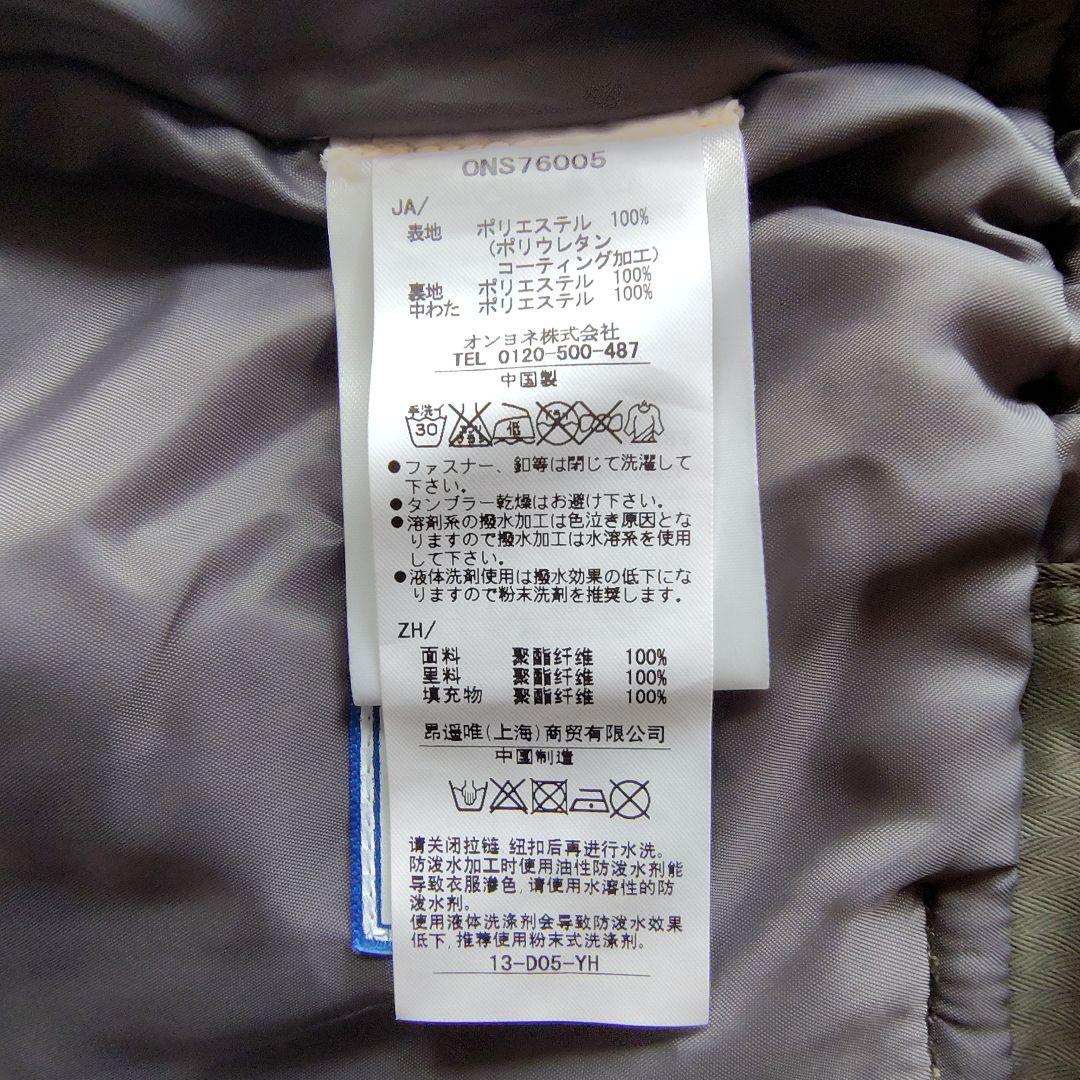 ONS76005
JA/
表地 ポリエステル 100%
(ポリウレタン
コーティング加工)
裏地 ポリエステル 100%
中わた ポリエステル 100%
オンヨネ株式会社
TEL 0120-500-487
中国製
手洗イ
30 低
●ファスナー、釦等は閉じて洗濯して
下さい。
●タンブラー乾燥はお避け下さい。
●溶剤系の撥水加工は色泣き原因とな
りますので撥水加工は水溶系を使用
して下さい。
●液体洗剤使用は撥水効果の低下にな
りますので粉末洗剤を推奨します。
ZH/
面料 聚酯纤维 100%
里料 聚酯纤维 100%
填充物 聚酯纤维 100%
昂遥唯(上海)商贸有限公司
中国制造
请关闭拉链 纽扣后再进行水洗。
防泼水加工时使用油性防泼水剂能
导致衣服渗色,请使用水溶性的防
泼水剂。
使用液体洗涤剂会导致防泼水效果
低下,推荐使用粉末式洗涤剂。
13-D05-YH